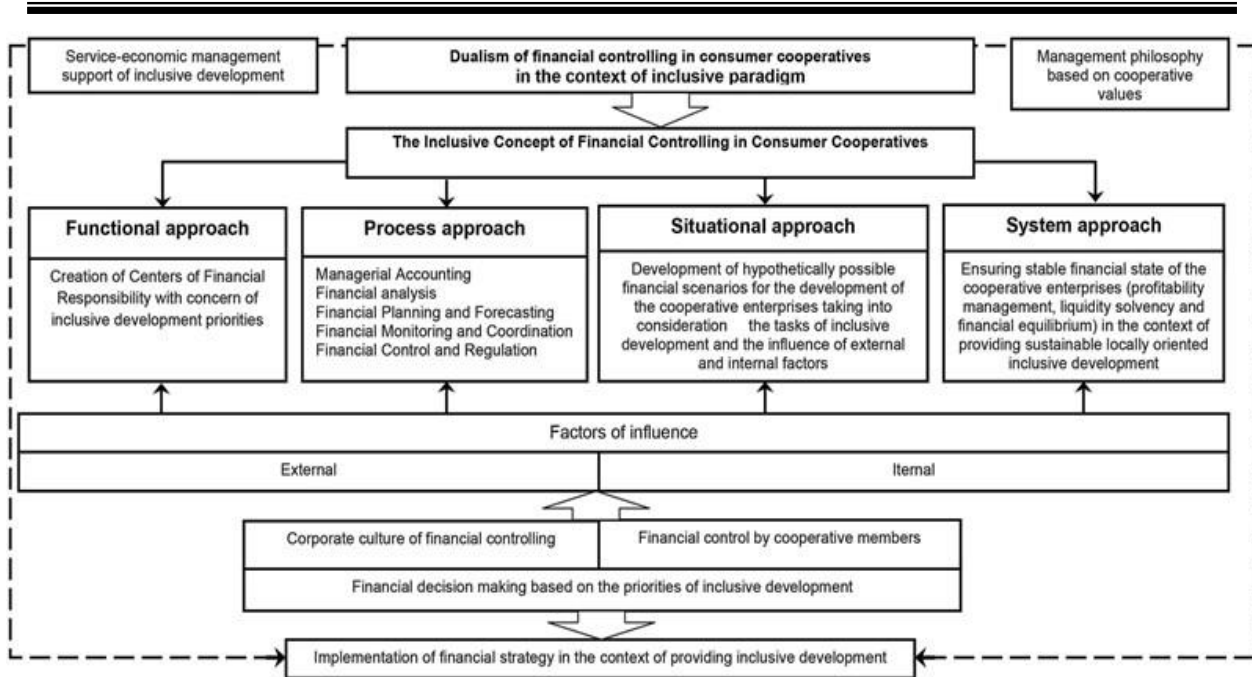 Service-economic management
support of inclusive development
Dualism of financial controlling in consumer cooperatives
in the context of inclusive paradigm
Management philosophy
based on cooperative
values
The Inclusive Concept of Financial Controlling in Consumer Cooperatives
Functional approach
Creation of Centers of Financial
Responsibility with concern of
inclusive development priorities
Process approach
Managerial Accounting
Financial analysis
Financial Planning and Forecasting
Financial Monitoring and Coordination
Financial Control and Regulation
Situational approach
Development of hypothetically possible
financial scenarios for the development of
the cooperative enterprises taking into
consideration the tasks of inclusive
development and the influence of external
and internal factors
System approach
Ensuring stable financial state of the
cooperative enterprises (profitability
management, liquidity solvency and
financial equilibrium) in the context of
providing sustainable locally oriented
inclusive development
Factors of influence
External
Iternal
Corporate culture of financial controlling
Financial control by cooperative members
Financial decision making based on the priorities of inclusive development
Implementation of financial strategy in the context of providing inclusive development